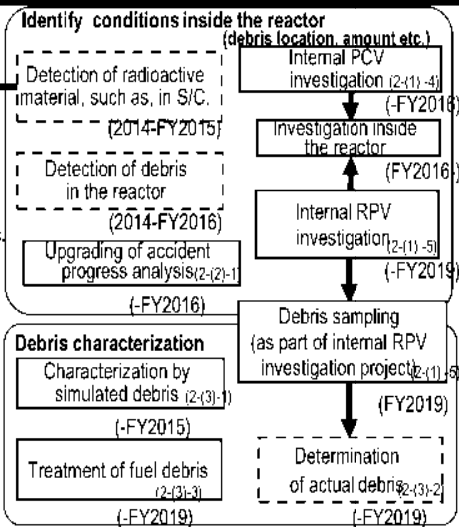 Identify conditions inside the reactor
(debris location, amount etc.)
Detection of radioactive
material, such as, in S/C.
(2014-FY2015)
Detection of debris
in the reactor
(2014-FY2016)
Upgrading of accident
progress analysis(2-(2)-1)
(-FY2016)
Internal PCV
investigation (2-(1)-4)
(-FY2016)
Investigation inside
the reactor
(FY2016-)
Internal RPV
investigation(2-(1)-5)
(-FY2019)
Debris sampling
(as part of internal RPV
investigation project)(2-(1)-5)
(FY2019)
Debris characterization
Characterization by
simulated debris (2-(3)-1)
(-FY2015)
Treatment of fuel debris
(2-(3)-3)
(-FY2019)
Determination
of actual debris(2-(3)-2)
(-FY2019)